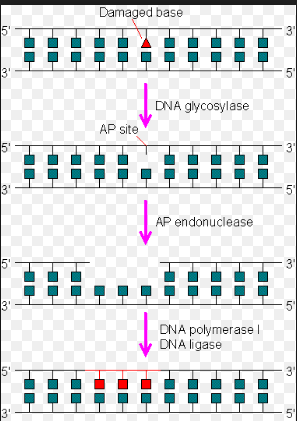 Damaged base
5' 3'
3' 5'
DNA glycosylase
AP site
5' 3'
3' 5'
AP endonuclease
5' 3'
3' 5'
DNA polymerase I
DNA ligase
5' 3'
3' 5'